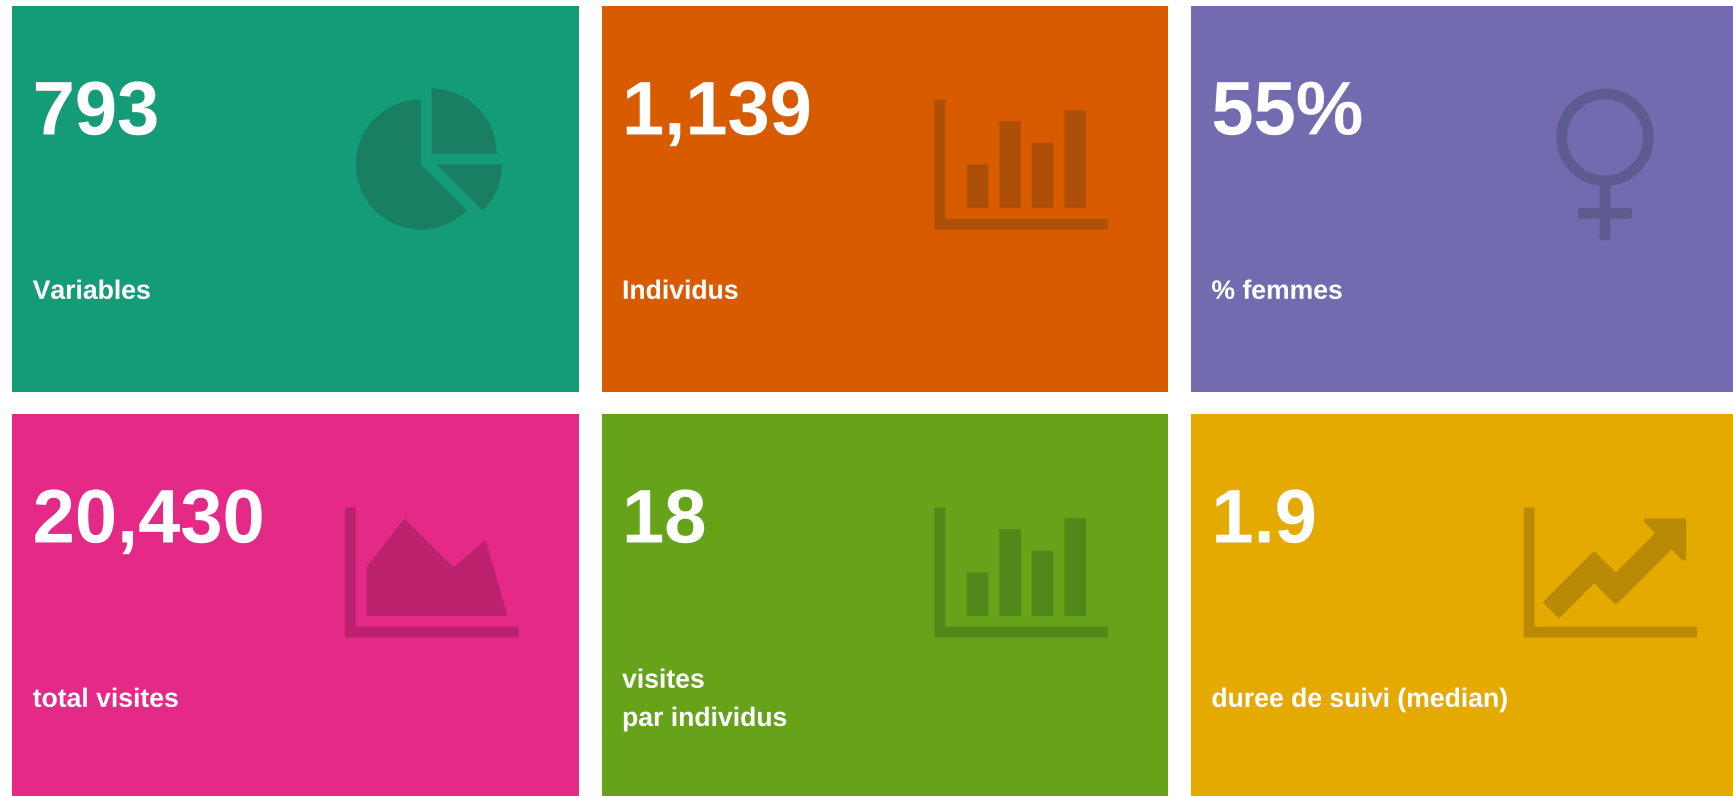 793
Variables
1,139
Individus
55%
% femmes
20,430
total visites
18
visites
par individus
1.9
duree de suivi (median)